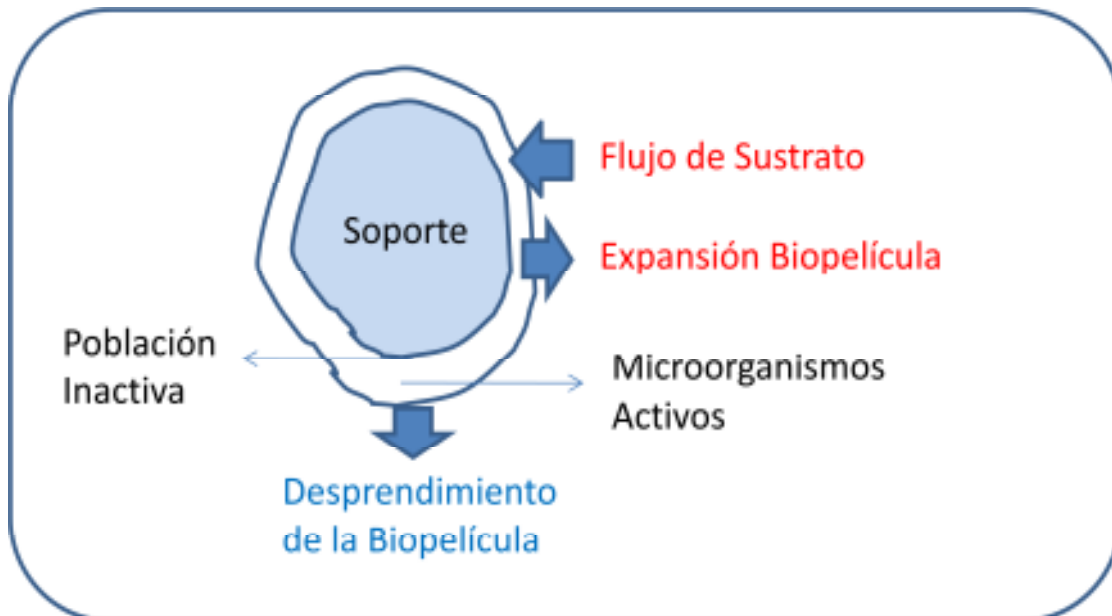 Flujo de Sustrato
Soporte
Expansión Biopelícula
Población
Inactiva
Microorganismos
Activos
Desprendimiento
de la Biopelícula